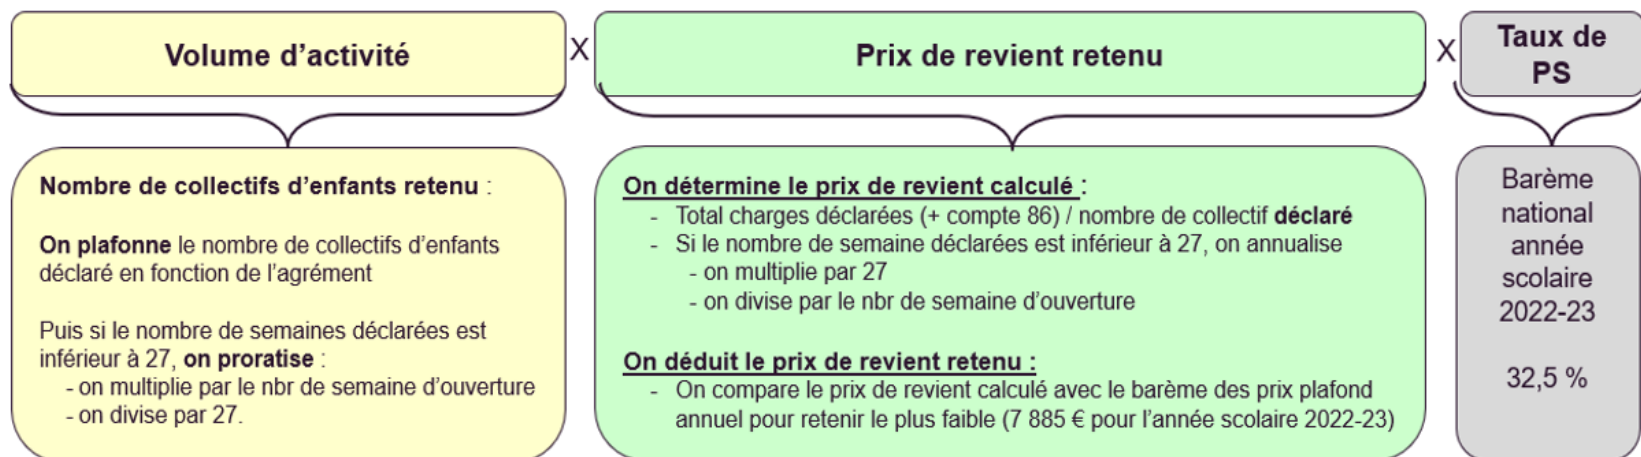 Volume d’activité
X
Prix de revient retenu
X
Taux de
PS
Nombre de collectifs d’enfants retenu :
On plafonne le nombre de collectifs d’enfants
déclaré en fonction de l’agrément
Puis si le nombre de semaines déclarées est
inférieur à 27, on proratise :
- on multiplie par le nbr de semaine d’ouverture
- on divise par 27.
On détermine le prix de revient calculé :
- Total charges déclarées (+ compte 86) / nombre de collectif déclaré
- Si le nombre de semaine déclarées est inférieur à 27, on annualise
- on multiplie par 27
- on divise par le nbr de semaine d’ouverture
On déduit le prix de revient retenu :
- On compare le prix de revient calculé avec le barème des prix plafond
annuel pour retenir le plus faible (7 885 € pour l’année scolaire 2022-23)
Barème
national
année
scolaire
2022-23
32,5 %